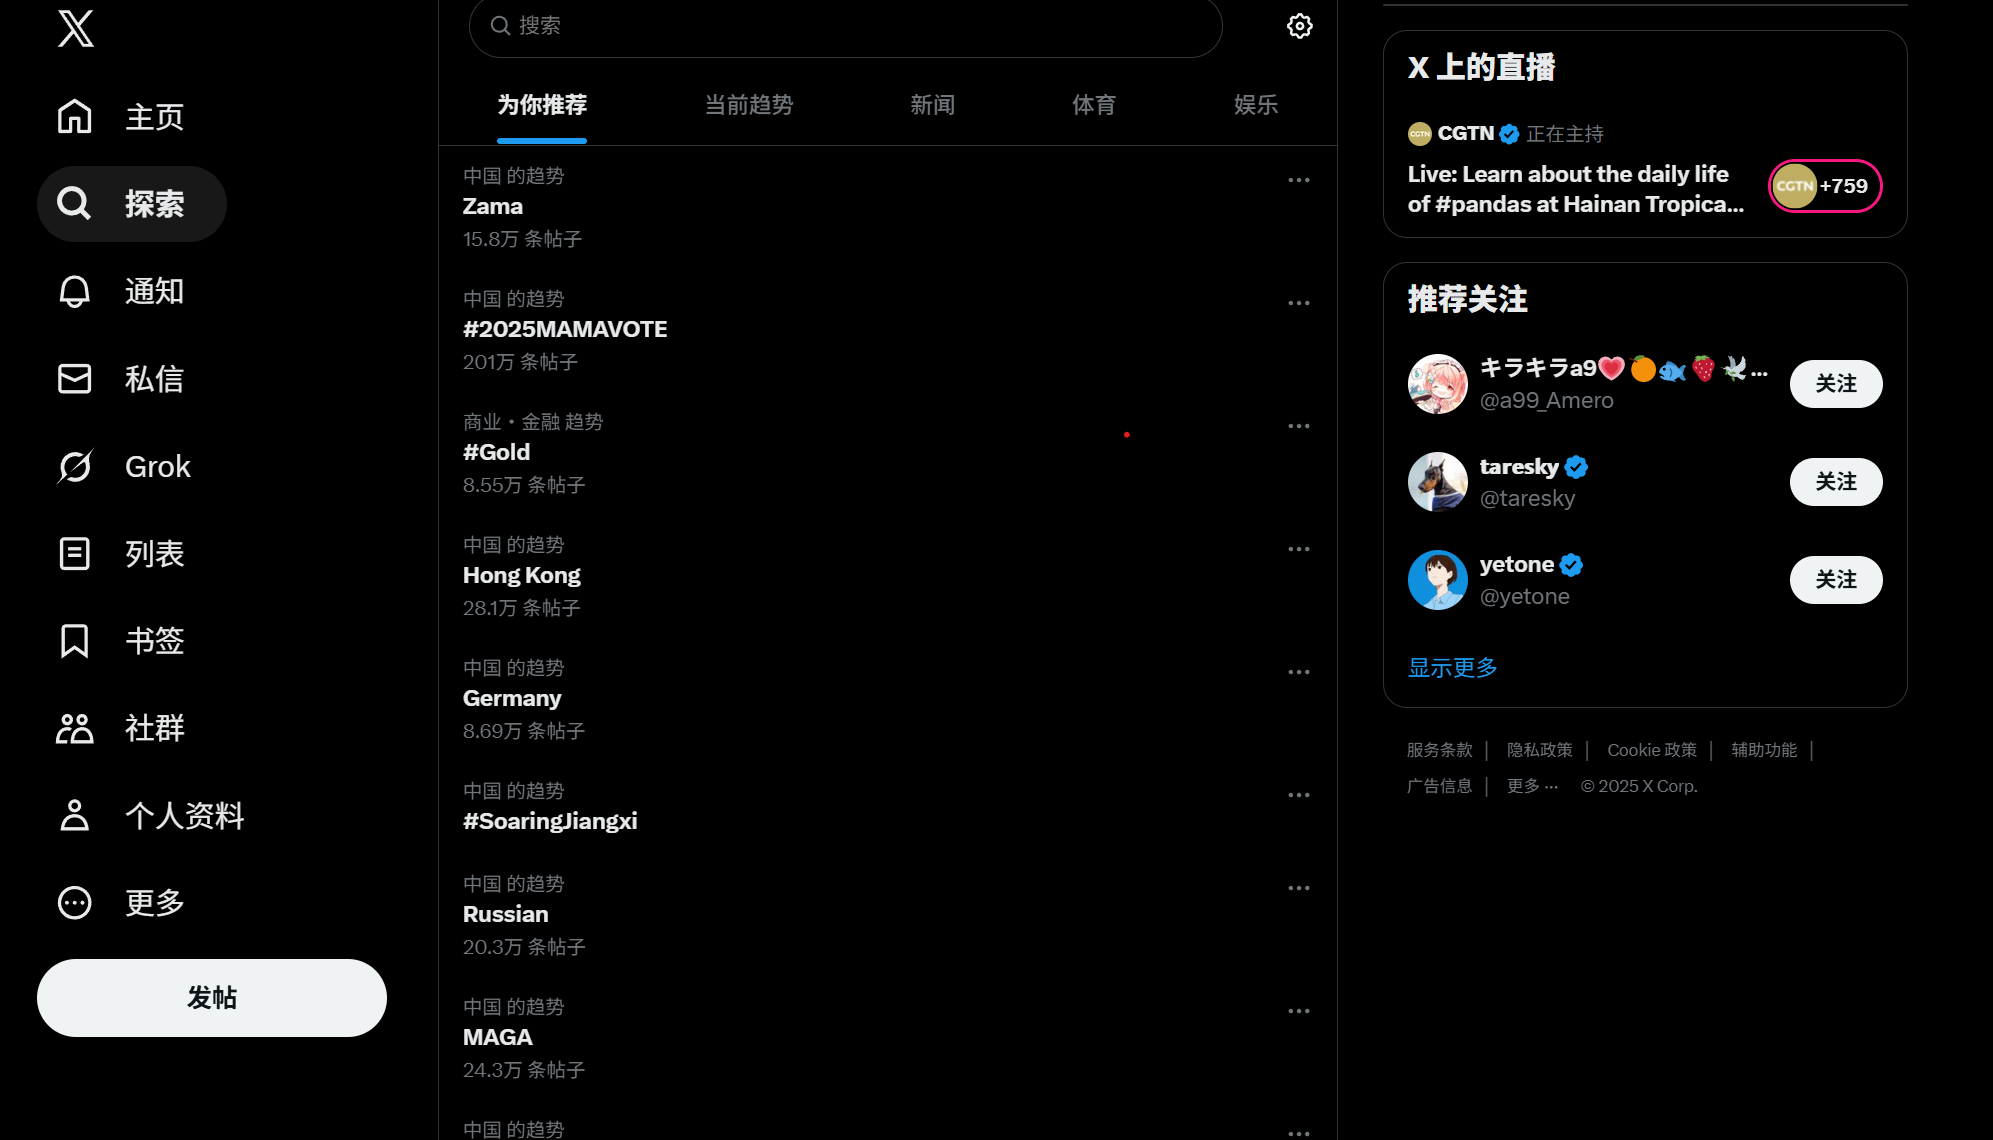 主页
探索
通知
私信
Grok
列表
书签
社群
个人资料
更多
发帖
搜索
为你推荐
当前趋势
新闻
体育
娱乐
中国 的趋势
Zama
15.8万 条帖子
中国 的趋势
#2025MAMAVOTE
201万 条帖子
商业・金融 趋势
#Gold
8.55万 条帖子
中国 的趋势
Hong Kong
28.1万 条帖子
中国 的趋势
Germany
8.69万 条帖子
中国 的趋势
#SoaringJiangxi
中国 的趋势
Russian
20.3万 条帖子
中国 的趋势
MAGA
24.3万 条帖子
中国 的趋势
X 上的直播
CGTN 正在主持
Live: Learn about the daily life
of #pandas at Hainan Tropica...
CGTN +759
推荐关注
キラキラa9💗🍊🐟🍓🕊...
@a99_Amero
关注
taresky
@taresky
关注
yetone
@yetone
关注
显示更多
服务条款 | 隐私政策 | Cookie 政策 | 辅助功能 |
广告信息 | 更多 ... © 2025 X Corp.